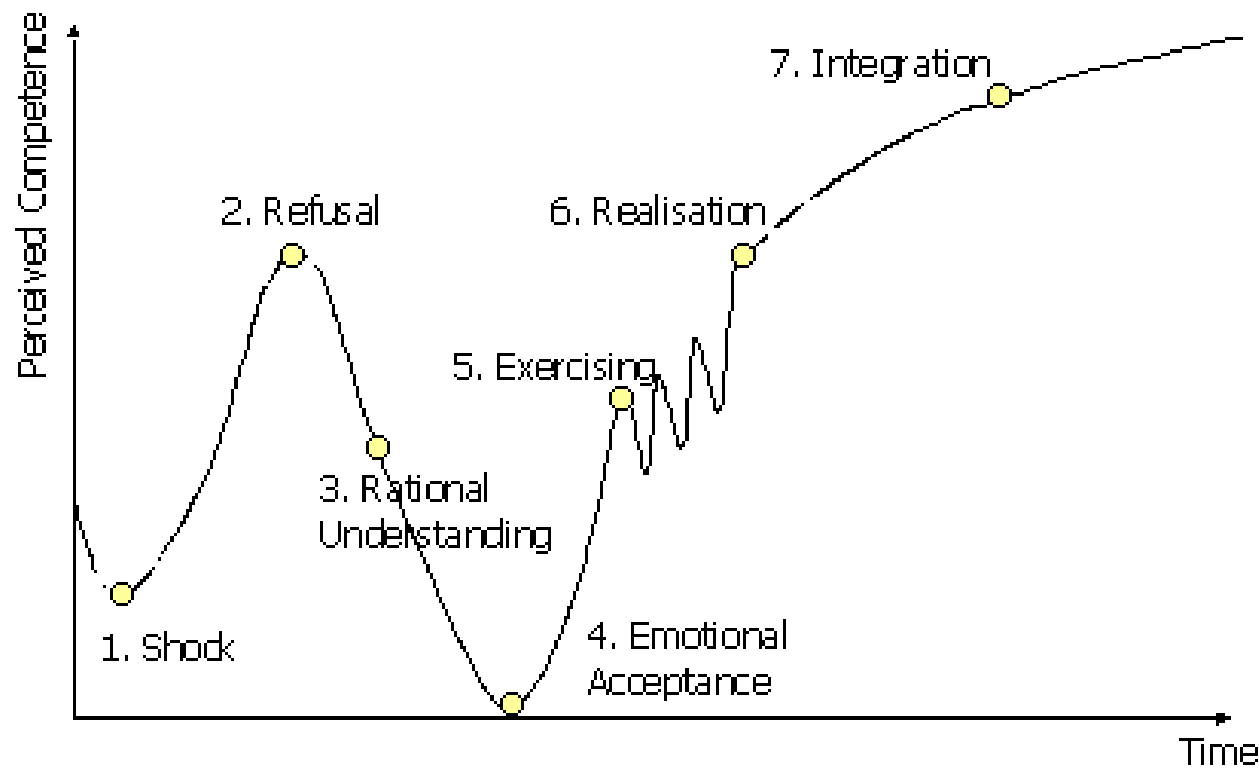 Perceived Competence
7. Integration
2. Refusal
6. Realisation
5. Exercising
3. Rational
Understanding
4. Emotional
Acceptance
1. Shock
Time